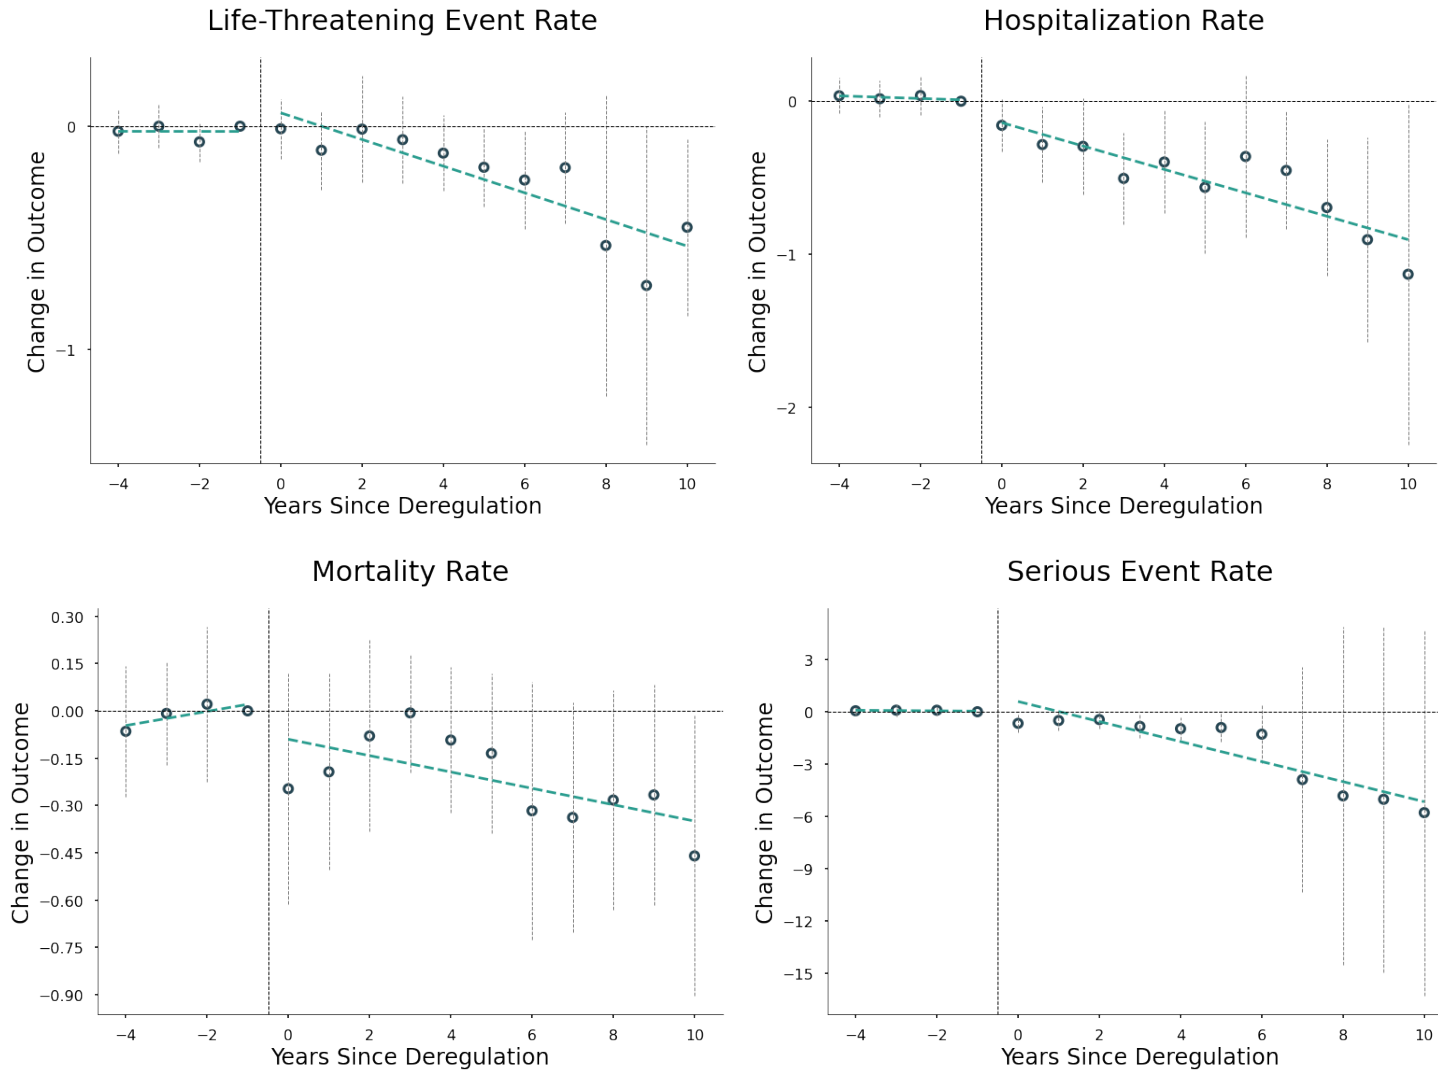 Life-Threatening Event Rate
Change in Outcome
0
−1
−4 −2 0 2 4 6 8 10
Years Since Deregulation
Hospitalization Rate
Change in Outcome
0
−1
−2
−4 −2 0 2 4 6 8 10
Years Since Deregulation
Mortality Rate
Change in Outcome
0.30
0.15
0.00
−0.15
−0.30
−0.45
−0.60
−0.75
−0.90
−4 −2 0 2 4 6 8 10
Years Since Deregulation
Serious Event Rate
Change in Outcome
3
0
−3
−6
−9
−12
−15
−4 −2 0 2 4 6 8 10
Years Since Deregulation